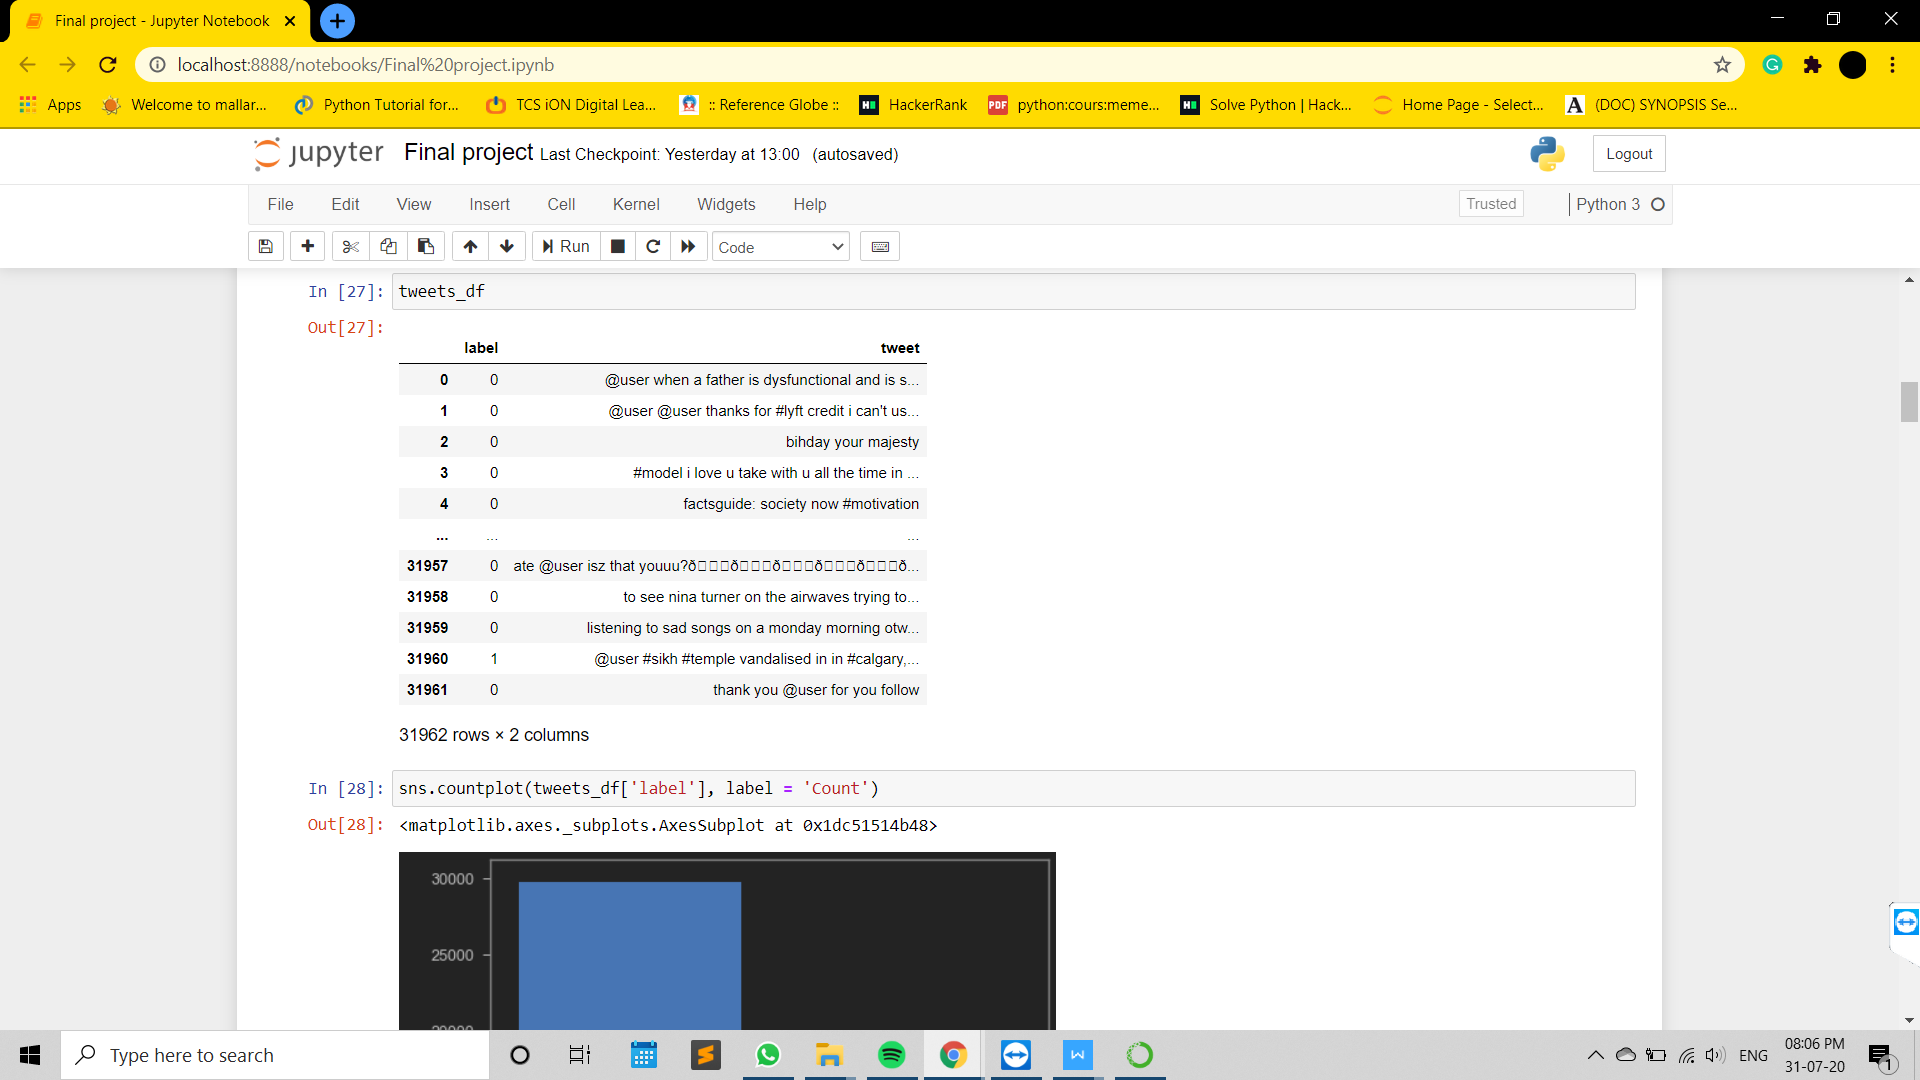 Final project - Jupyter Notebook
localhost:8888/notebooks/Final%20project.ipynb
Apps Welcome to mallar... Python Tutorial for... TCS iON Digital Lea... :: Reference Globe :: HackerRank PDF python:cours:meme... Solve Python | Hack... Home Page - Select... A (DOC) SYNOPSIS Se...
jupyter Final project Last Checkpoint: Yesterday at 13:00 (autosaved) Logout
File Edit View Insert Cell Kernel Widgets Help Trusted Python 3
Run Code
In [27]: tweets_df
Out[27]:
label tweet
0 0 @user when a father is dysfunctional and is s...
1 0 @user @user thanks for #lyft credit i can't us...
2 0 bihday your majesty
3 0 #model i love u take with u all the time in ...
4 0 factsguide: society now #motivation
... ... ...
31957 0 ate @user isz that youuu?ð□□□ð□□□ð□□□ð□□□ð□□□ð...
31958 0 to see nina turner on the airwaves trying to...
31959 0 listening to sad songs on a monday morning otw...
31960 1 @user #sikh #temple vandalised in in #calgary,...
31961 0 thank you @user for you follow
31962 rows × 2 columns
In [28]: sns.countplot(tweets_df['label'], label = 'Count')
Out[28]: <matplotlib.axes._subplots.AxesSubplot at 0x1dc51514b48>
30000
25000
Type here to search
ENG 08:06 PM
31-07-20
1